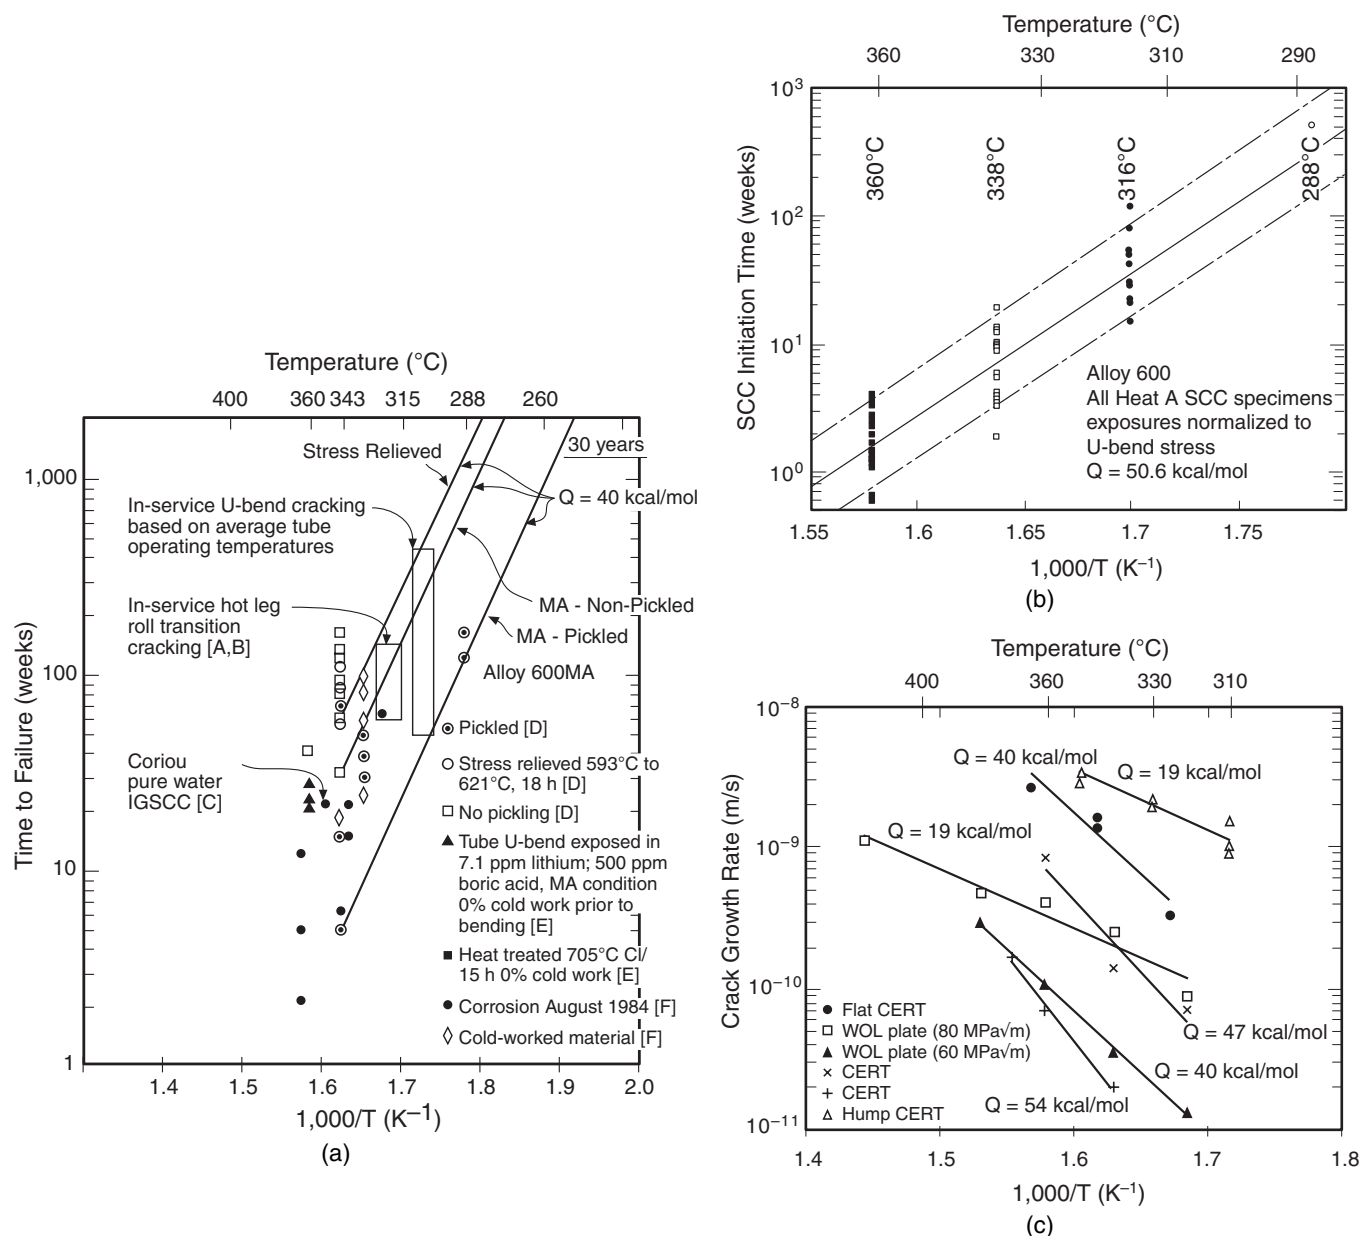 Temperature (°C)
400 360 343 315 288 260
Time to Failure (weeks)
1,000
100
10
1
Stress Relieved
30 years
Q = 40 kcal/mol
In-service U-bend cracking
based on average tube
operating temperatures
MA - Non-Pickled
In-service hot leg
roll transition
cracking [A,B]
MA - Pickled
Alloy 600MA
Coriou
pure water
IGSCC [C]
Pickled [D]
Stress relieved 593°C to
621°C, 18 h [D]
No pickling [D]
Tube U-bend exposed in
7.1 ppm lithium; 500 ppm
boric acid, MA condition
0% cold work prior to
bending [E]
Heat treated 705°C Cl/
15 h 0% cold work [E]
Corrosion August 1984 [F]
Cold-worked material [F]
1.4 1.6 1.7 1.8 1.9 2.0
1,000/T (K⁻¹)
(a)
Temperature (°C)
360 330 310 290
SCC Initiation Time (weeks)
10³
10²
10¹
10⁰
360°C
338°C
316°C
288°C
Alloy 600
All Heat A SCC specimens
exposures normalized to
U-bend stress
Q = 50.6 kcal/mol
1.55 1.6 1.65 1.7 1.75
1,000/T (K⁻¹)
(b)
Temperature (°C)
400 360 330 310
Crack Growth Rate (m/s)
10⁻⁸
10⁻⁹
10⁻¹⁰
10⁻¹¹
Q = 40 kcal/mol
Q = 19 kcal/mol
Q = 19 kcal/mol
Q = 47 kcal/mol
Q = 40 kcal/mol
Q = 54 kcal/mol
Flat CERT
WOL plate (80 MPa√m)
WOL plate (60 MPa√m)
CERT
CERT
Hump CERT
1.4 1.5 1.6 1.7 1.8
1,000/T (K⁻¹)
(c)